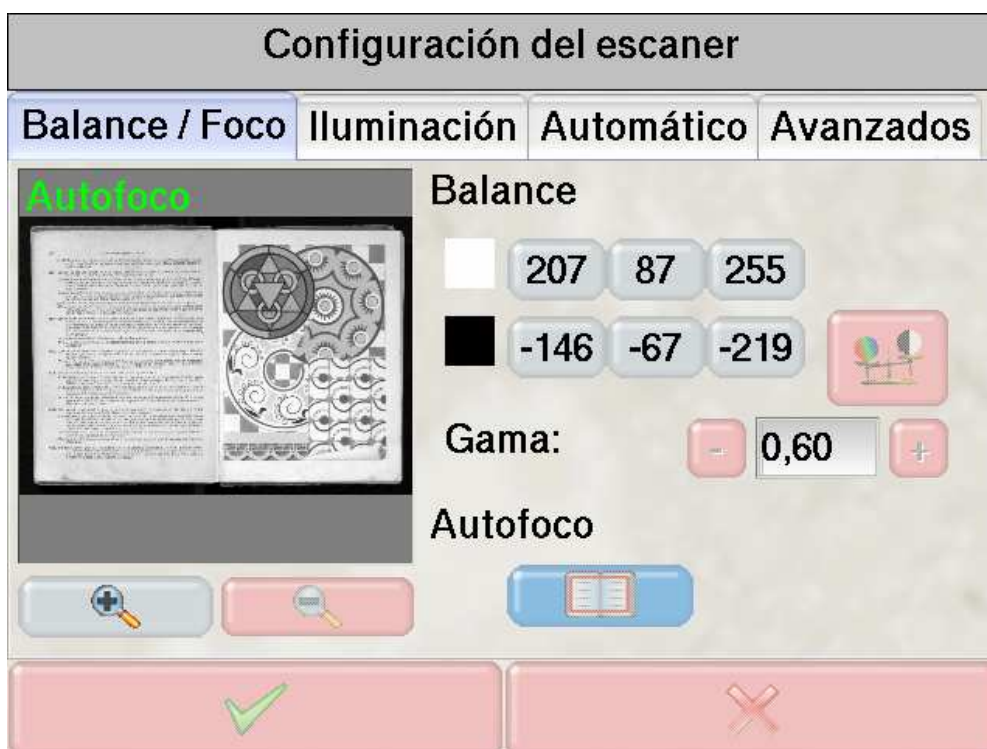 Configuración del escaner
Balance / Foco Iluminación Automático Avanzados
Autofoco
Balance
207 87 255
-146 -67 -219
Gama: - 0,60 +
Autofoco